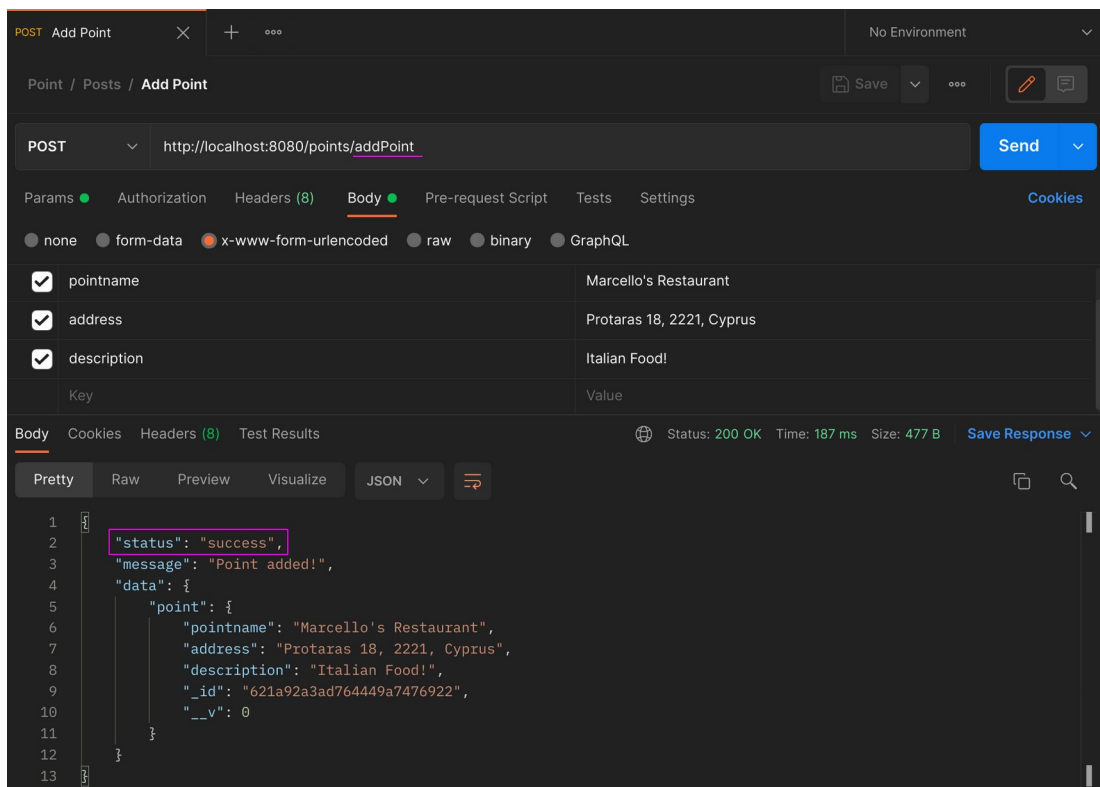 POST Add Point No Environment
Point / Posts / Add Point Save
POST http://localhost:8080/points/addPoint Send
Params Authorization Headers (8) Body Pre-request Script Tests Settings Cookies
none form-data x-www-form-urlencoded raw binary GraphQL
pointname Marcello's Restaurant
address Protaras 18, 2221, Cyprus
description Italian Food!
Key Value
Body Cookies Headers (8) Test Results Status: 200 OK Time: 187 ms Size: 477 B Save Response
Pretty Raw Preview Visualize JSON
1 {
2 "status": "success",
3 "message": "Point added!",
4 "data": {
5 "point": {
6 "pointname": "Marcello's Restaurant",
7 "address": "Protaras 18, 2221, Cyprus",
8 "description": "Italian Food!",
9 "_id": "621a92a3ad764449a7476922",
10 "__v": 0
11 }
12 }
13 }